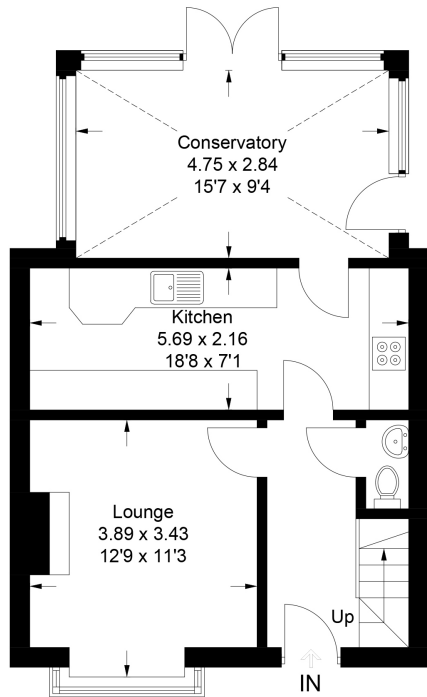 Conservatory
4.75 x 2.84
15'7 x 9'4
Kitchen
5.69 x 2.16
18'8 x 7'1
Lounge
3.89 x 3.43
12'9 x 11'3
Up
IN